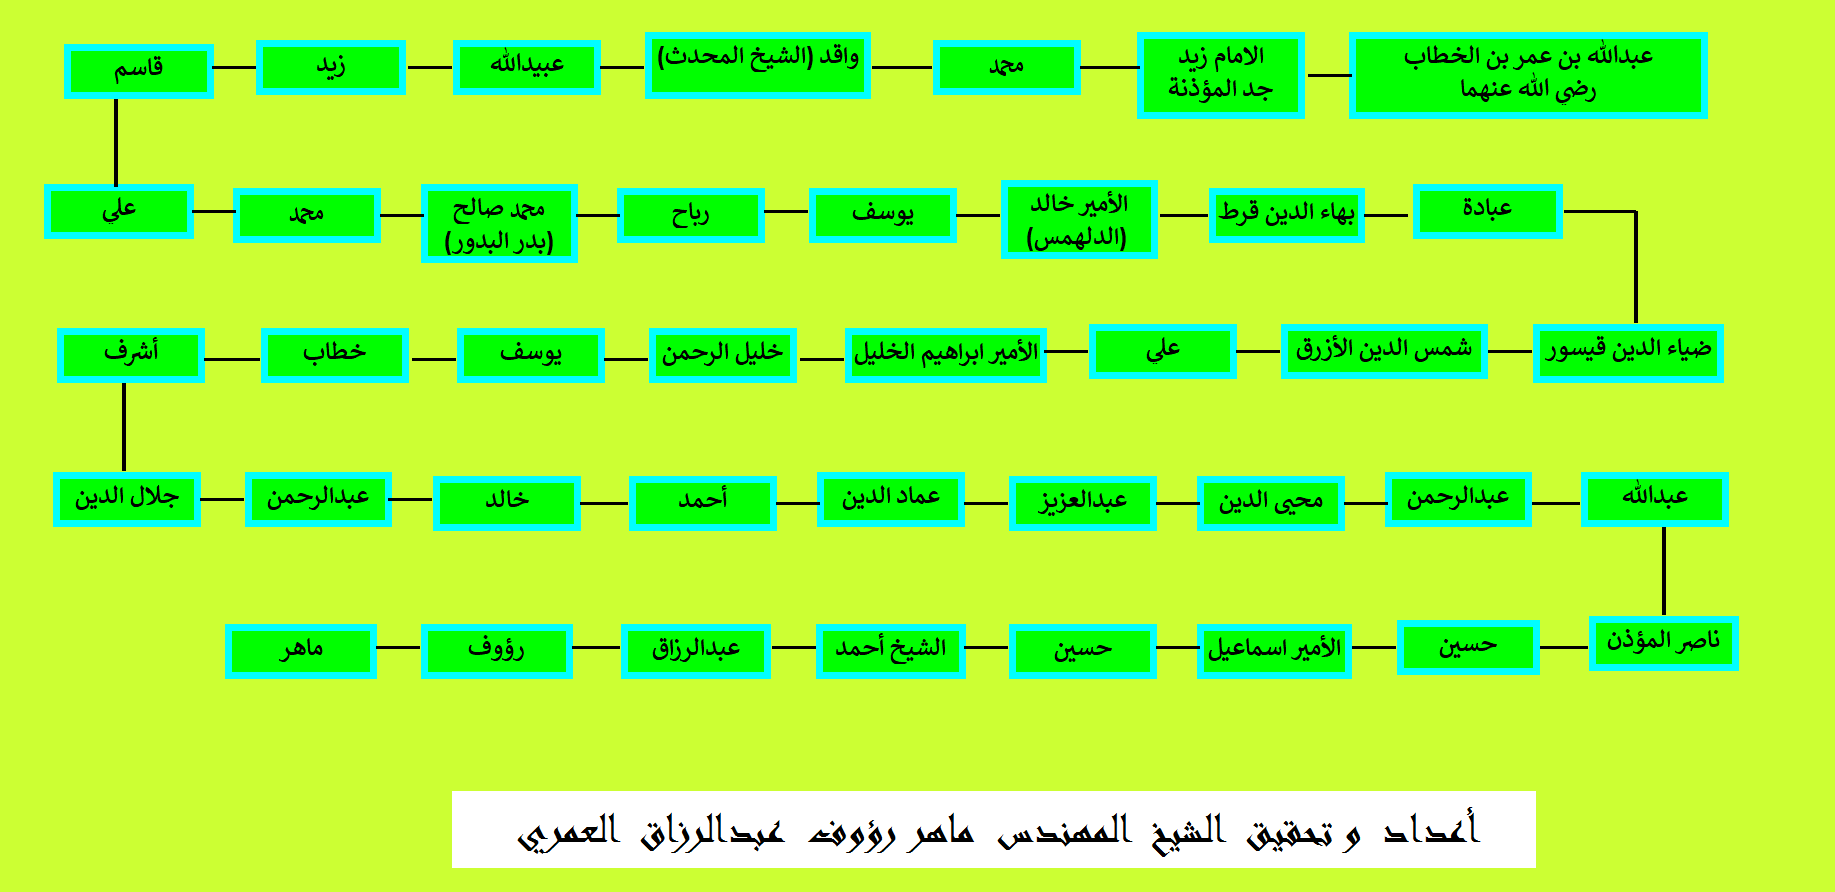 عبدالله بن عمر بن الخطاب
رضي الله عنهما
الامام زيد
جد المؤذنة
محمد
واقد (الشيخ المحدث)
عبيدالله
زيد
قاسم
علي
محمد
محمد صالح
(بدر البدور)
رباح
يوسف
الأمير خالد
(الدلهمس)
بهاء الدين قرط
عبادة
ضياء الدين قيسور
شمس الدين الأزرق
علي
الأمير ابراهيم الخليل
خليل الرحمن
يوسف
خطاب
أشرف
جلال الدين
عبدالرحمن
خالد
أحمد
عماد الدين
عبدالعزيز
محيي الدين
عبدالرحمن
عبدالله
ناصر المؤذن
حسين
الأمير اسماعيل
حسين
الشيخ أحمد
عبدالرزاق
رؤوف
ماهر
أعداد و تحقيق الشيخ المهندس ماهر رؤوف عبدالرزاق العمري